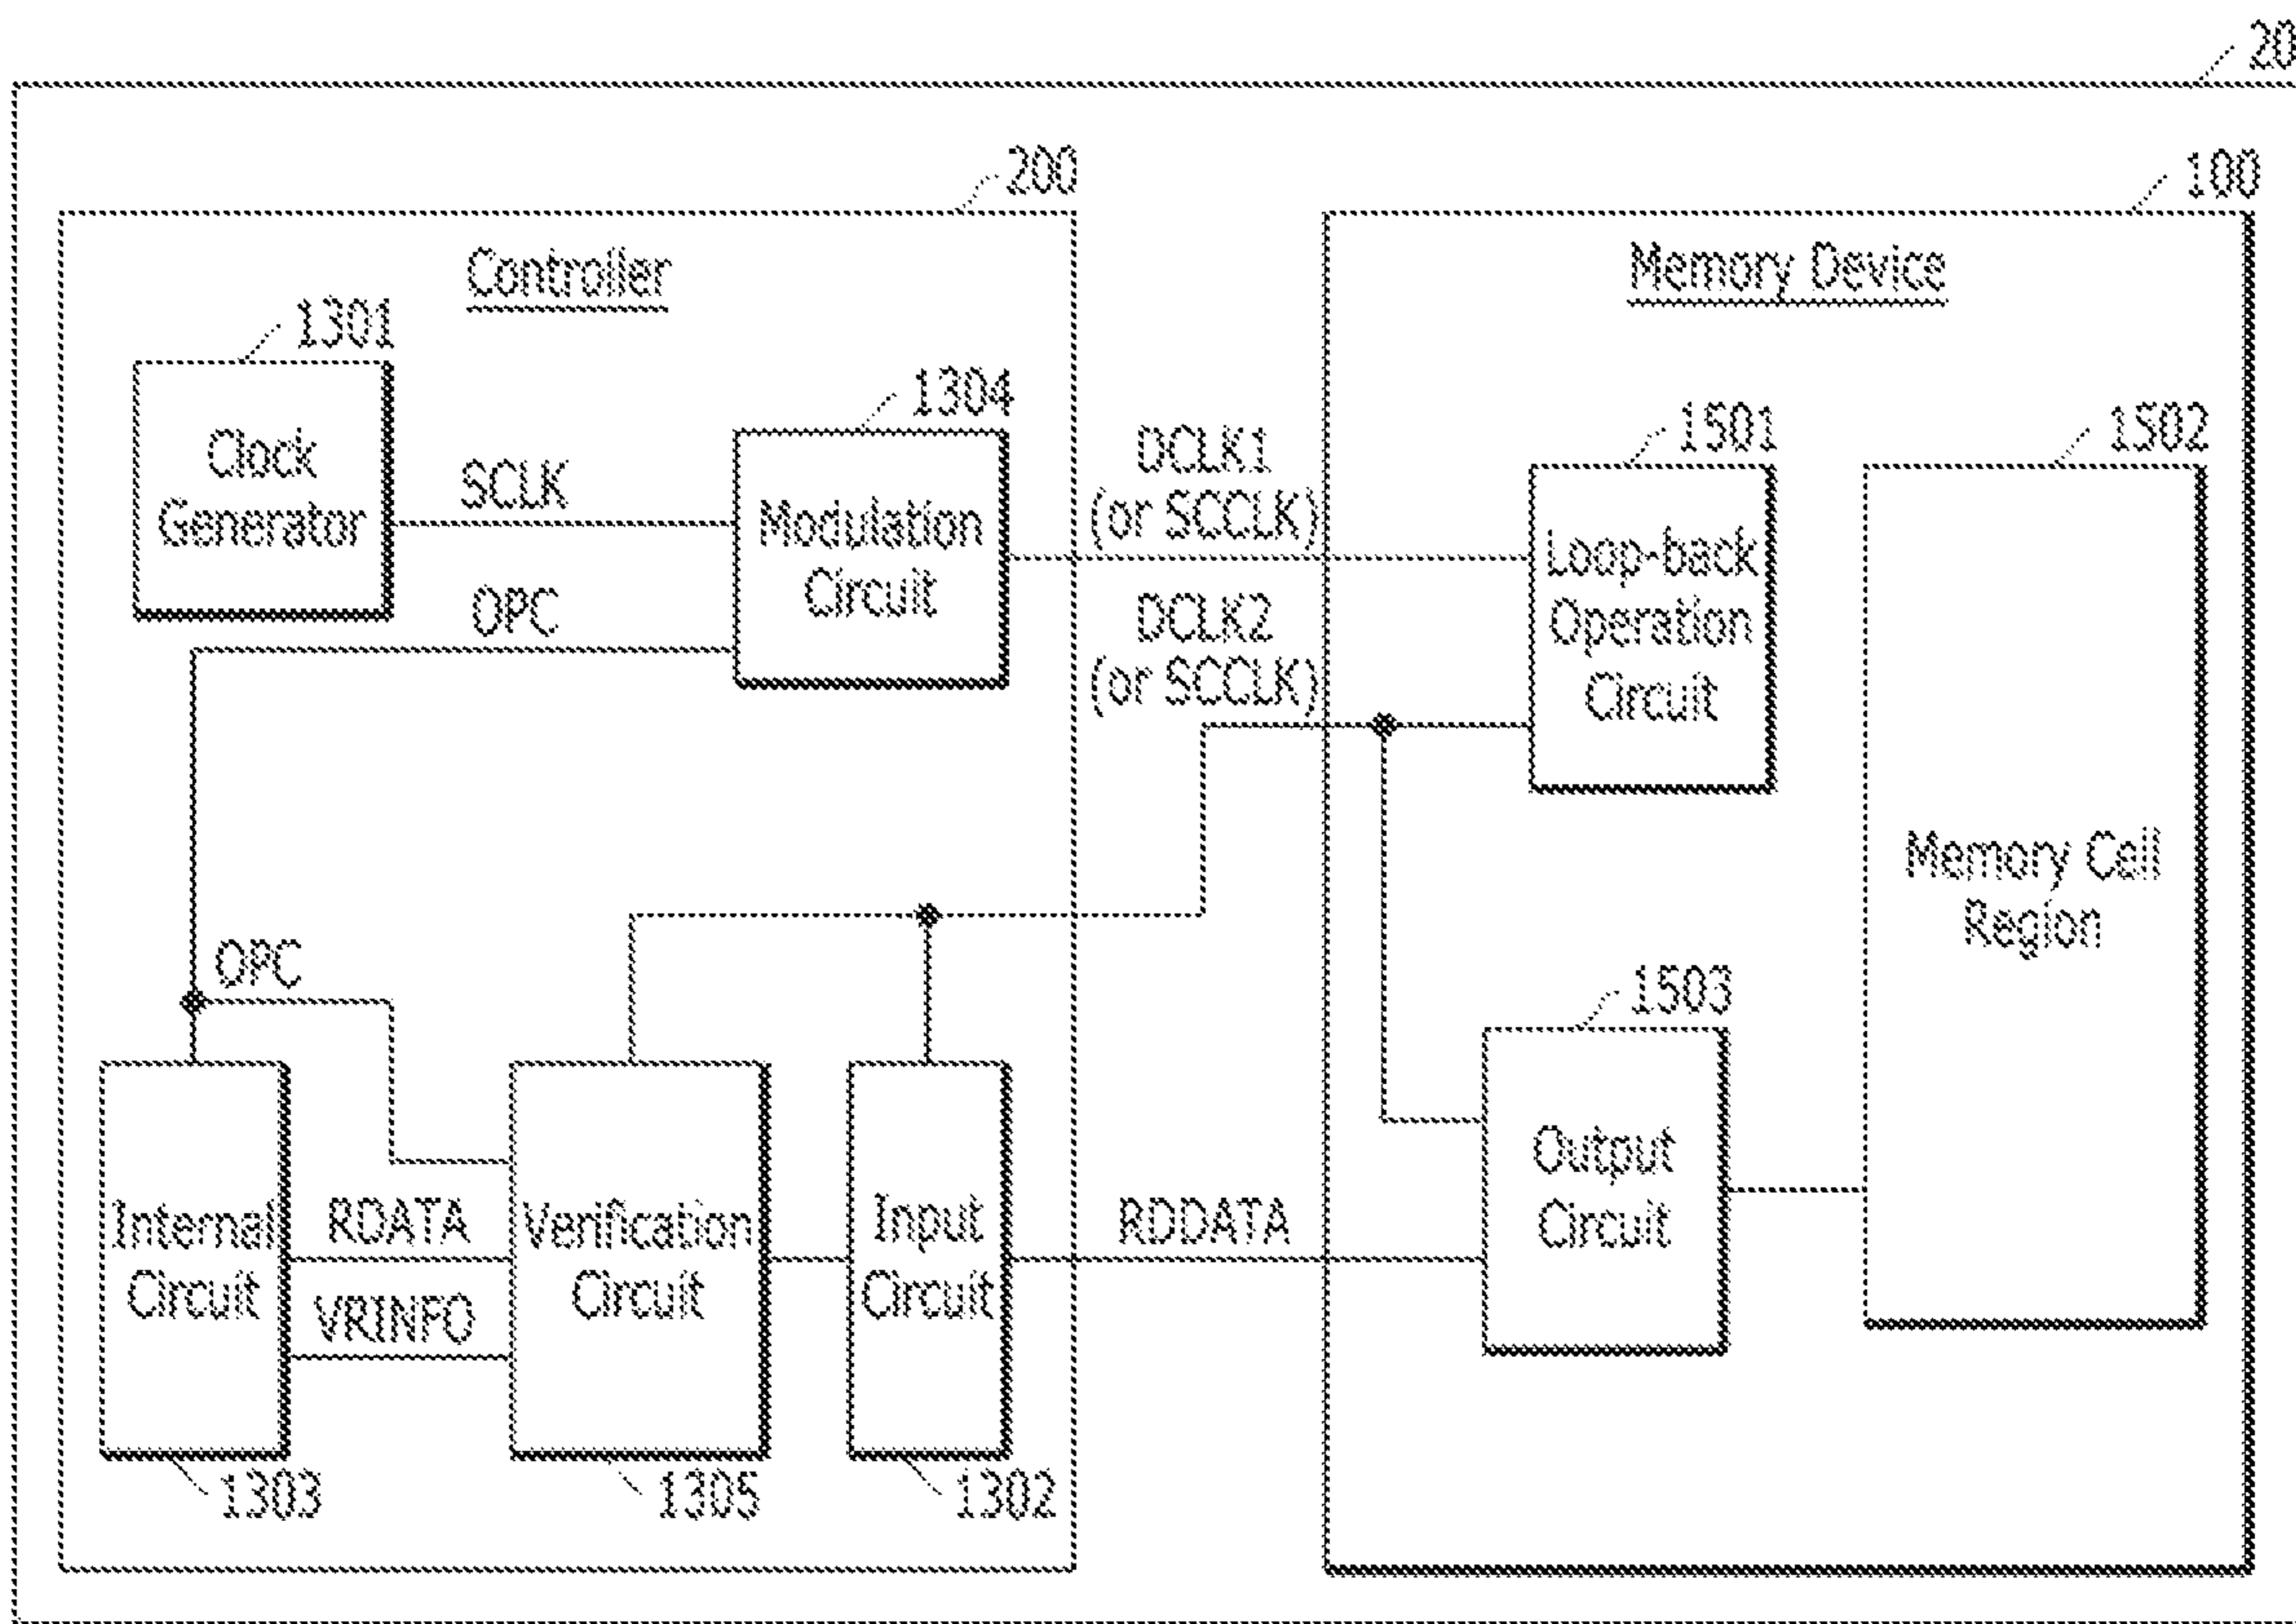 20
200
100
Controller
Memory Device
1301
1304
1501
1502
Clock
Generator
SCLK
Modulation
Circuit
OPC
DCLK1
(or SCCLK)
DCLK2
(or SCCLK)
Loop-back
Operation
Circuit
Memory Cell
Region
OPC
1503
Internal
Circuit
RDATA
VRINFO
Verification
Circuit
Input
Circuit
RDDATA
Output
Circuit
1303
1305
1302